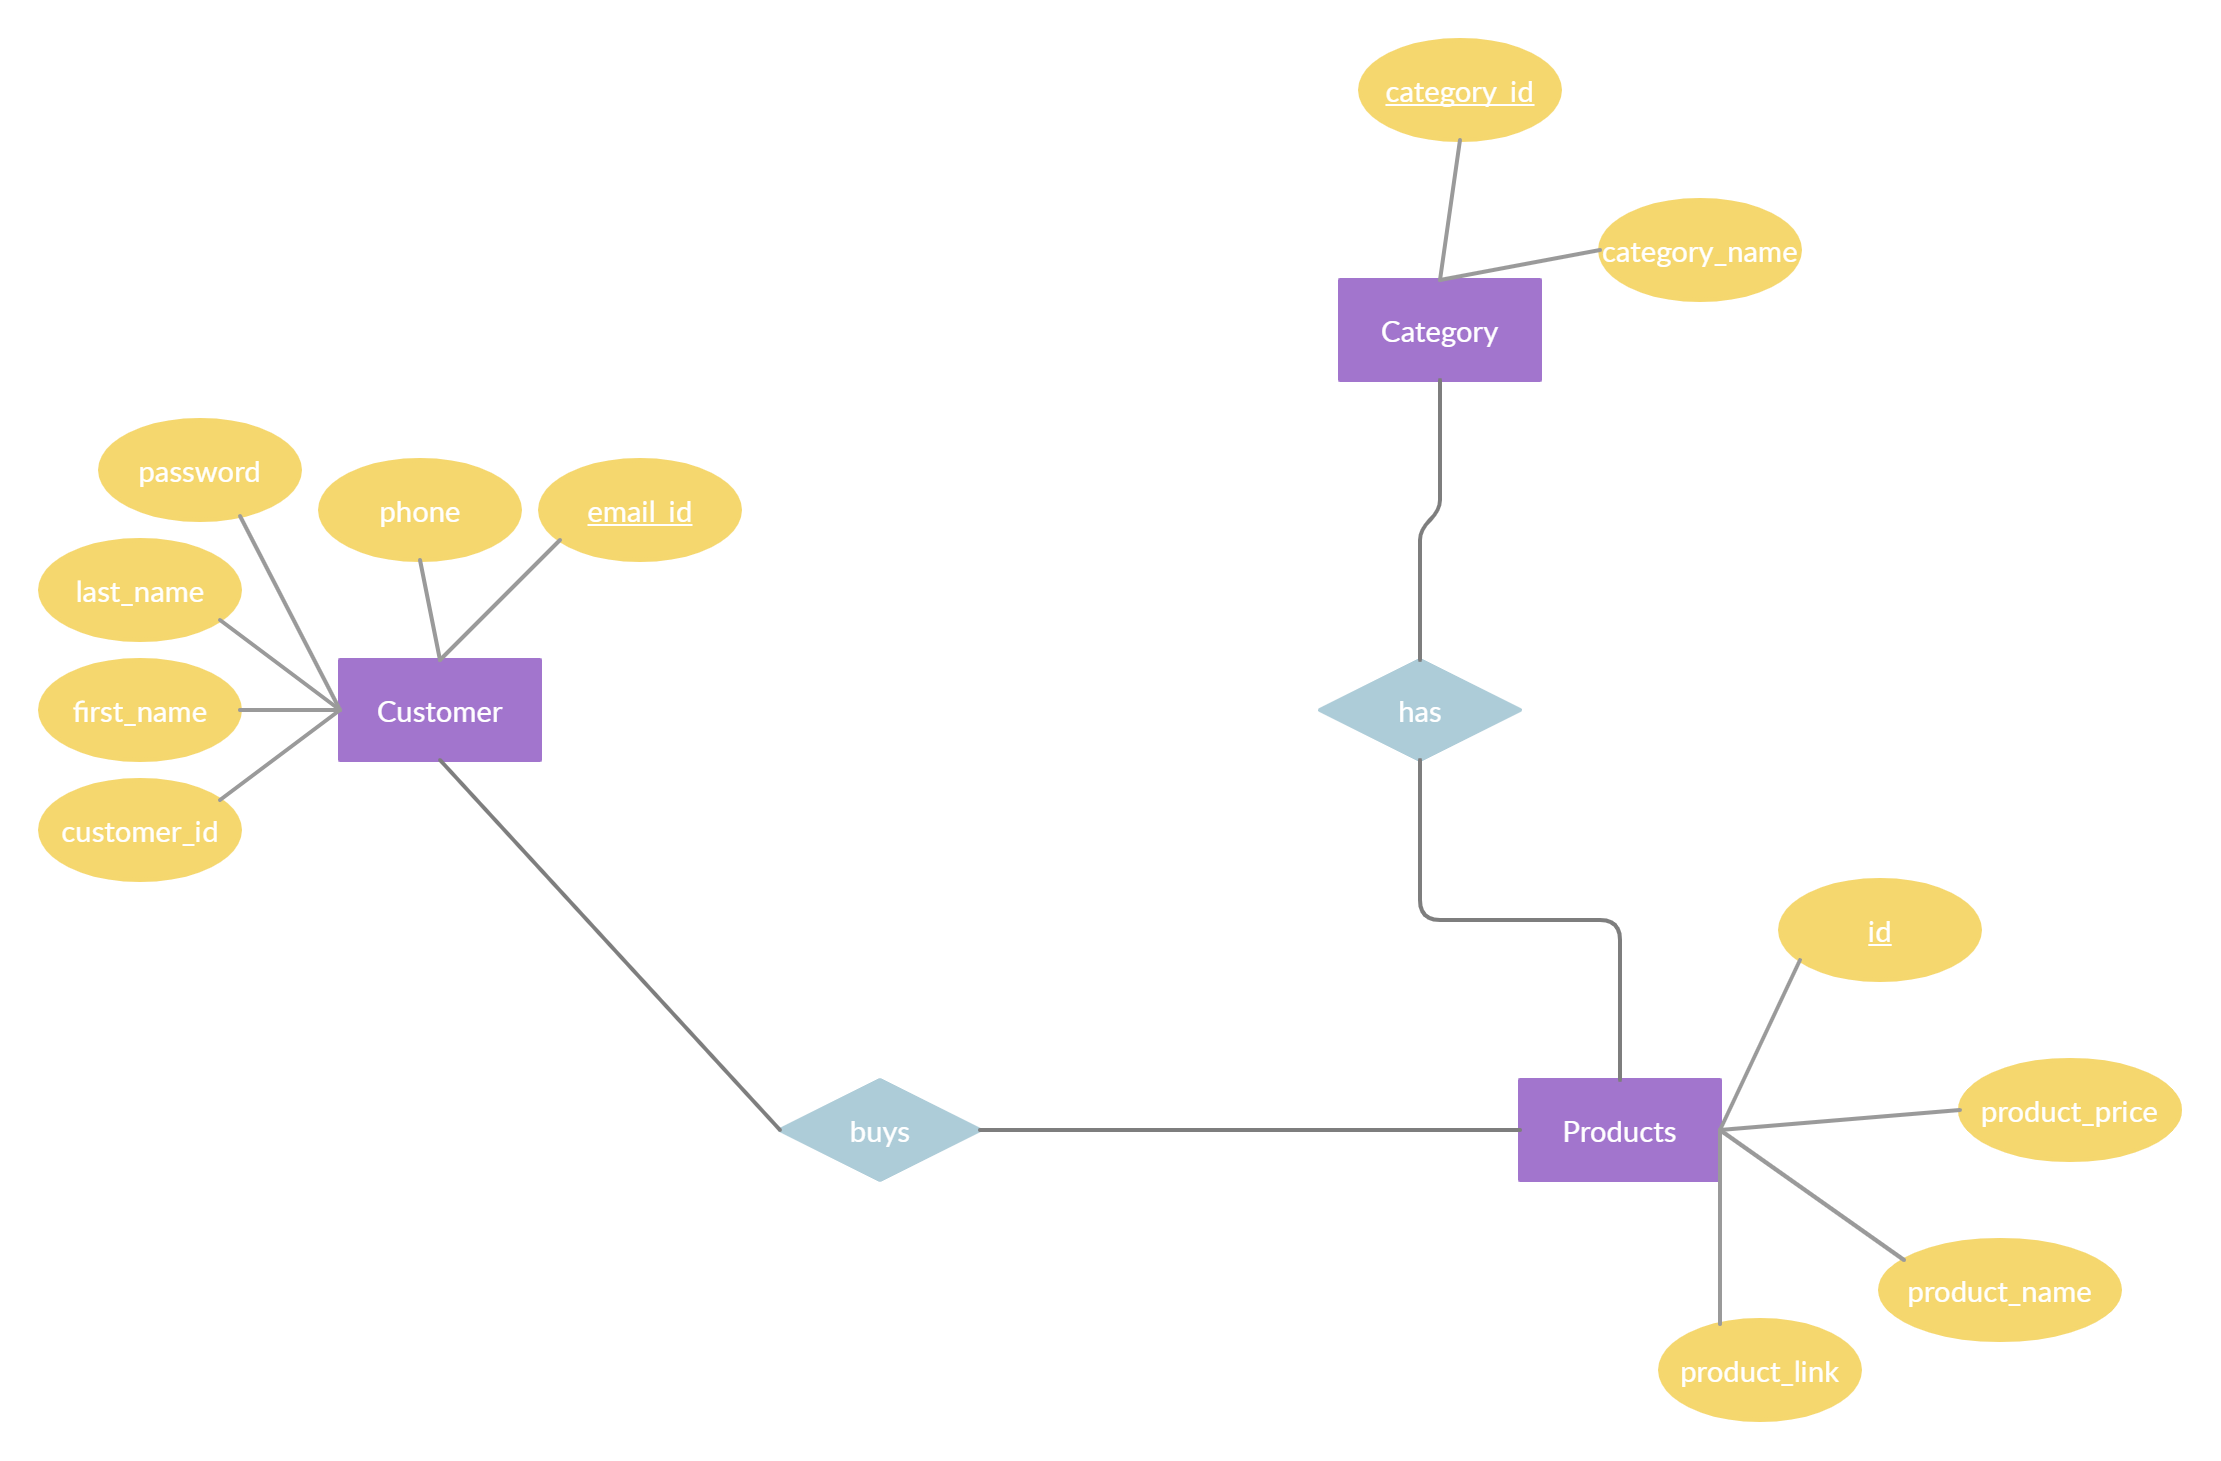 category_id
category_name
Category
password
phone
email_id
last_name
first_name
Customer
has
customer_id
id
product_price
buys
Products
product_name
product_link